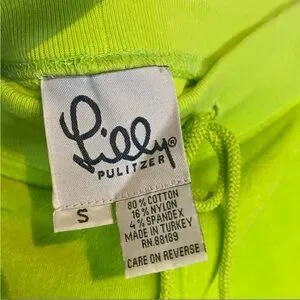 Lilly®
PULITZER
S
80% COTTON
16% NYLON
4% SPANDEX
MADE IN TURKEY
RN.88189
CARE ON REVERSE